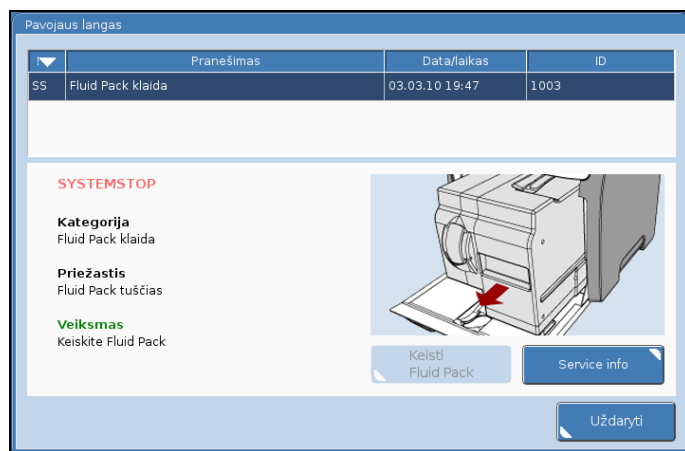 Pavojaus langas
! Pranešimas Data/laikas ID
SS Fluid Pack klaida 03.03.10 19:47 1003
SYSTEMSTOP
Kategorija
Fluid Pack klaida
Priežastis
Fluid Pack tuščias
Veiksmas
Keiskite Fluid Pack
Keisti
Fluid Pack
Service info
Uždaryti